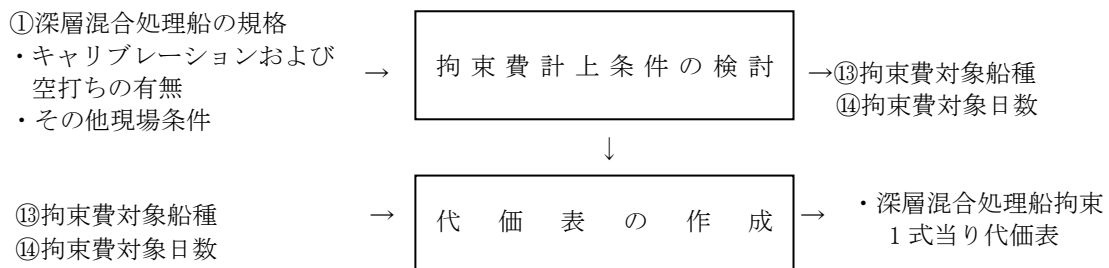 ①深層混合処理船の規格
・キャリブレーションおよび
空打ちの有無
・その他現場条件
→
拘束費計上条件の検討
→⑬拘束費対象船種
⑭拘束費対象日数
↓
⑬拘束費対象船種
⑭拘束費対象日数
→
代価表の作成
→
・深層混合処理船拘束
1式当り代価表